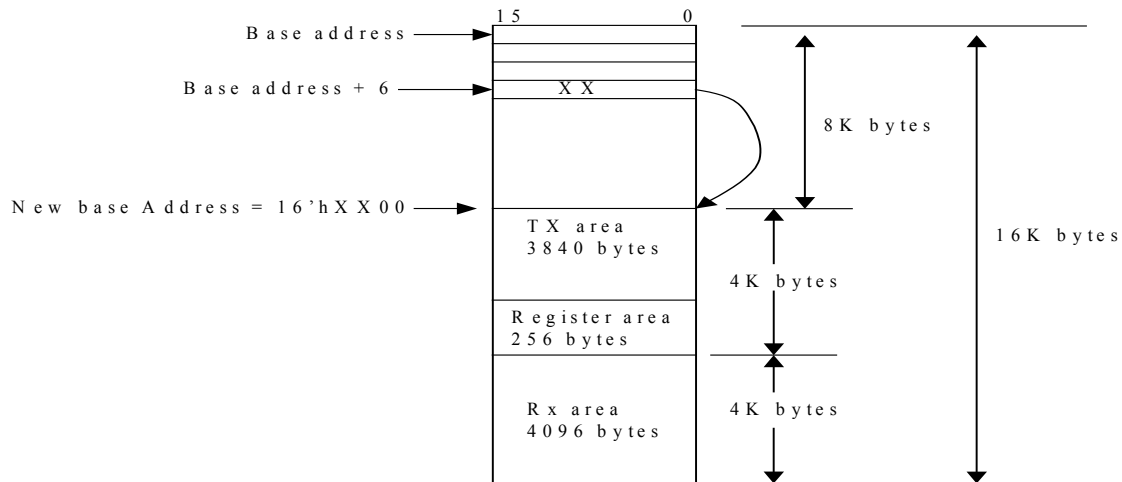 15 0
Base address
Base address + 6
XX
8K bytes
New base Address = 16'hXX00
TX area
3840 bytes
16K bytes
4K bytes
Register area
256 bytes
Rx area
4096 bytes
4K bytes